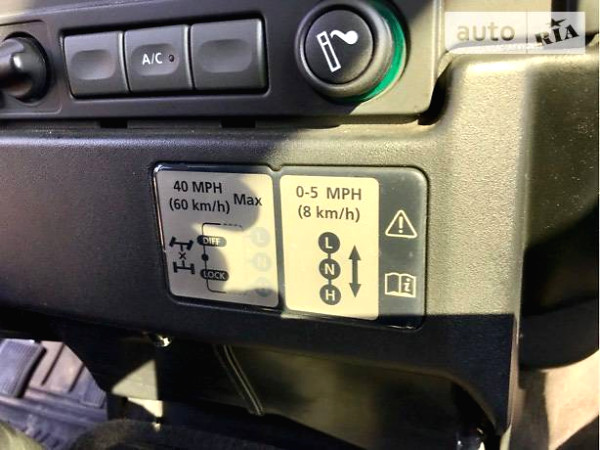 auto RIA
A/C
40 MPH
(60 km/h) Max
DIFF
LOCK
L
N
0-5 MPH
(8 km/h)
L
N
H